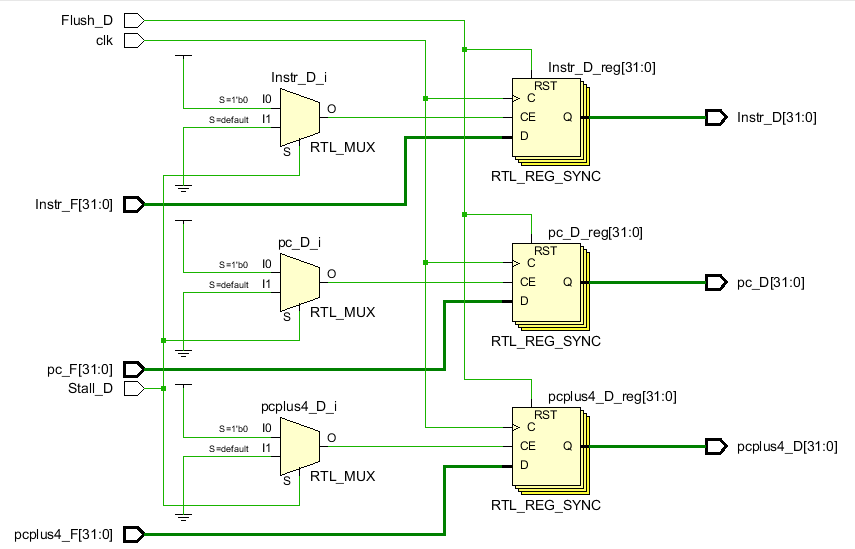 Flush_D
clk
Instr_D_i
S=1'b0 I0
S=default I1
O
S
RTL_MUX
Instr_D_reg[31:0]
RST
C
CE
D
Q
RTL_REG_SYNC
Instr_D[31:0]
Instr_F[31:0]
pc_D_i
S=1'b0 I0
S=default I1
O
S
RTL_MUX
pc_D_reg[31:0]
RST
C
CE
D
Q
RTL_REG_SYNC
pc_D[31:0]
pc_F[31:0]
Stall_D
pcplus4_D_i
S=1'b0 I0
S=default I1
O
S
RTL_MUX
pcplus4_D_reg[31:0]
RST
C
CE
D
Q
RTL_REG_SYNC
pcplus4_D[31:0]
pcplus4_F[31:0]